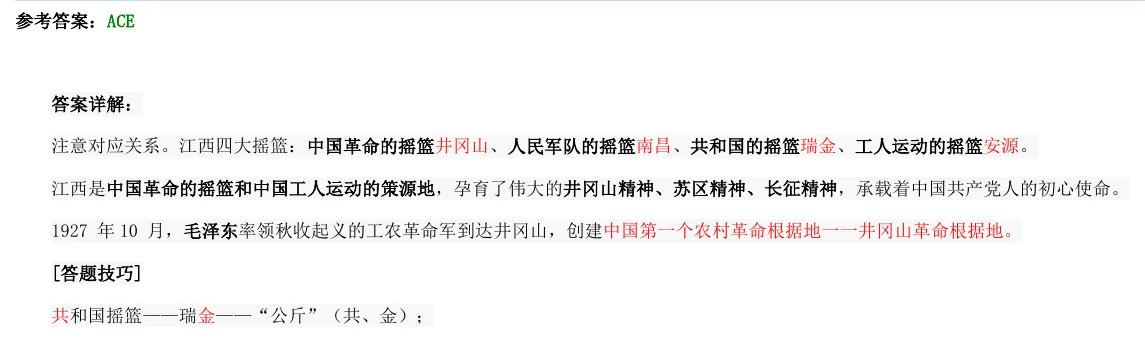 参考答案：ACE
答案详解：
注意对应关系。江西四大摇篮：中国革命的摇篮井冈山、人民军队的摇篮南昌、共和国的摇篮瑞金、工人运动的摇篮安源。
江西是中国革命的摇篮和中国工人运动的策源地，孕育了伟大的井冈山精神、苏区精神、长征精神，承载着中国共产党人的初心使命。
1927 年10 月，毛泽东率领秋收起义的工农革命军到达井冈山，创建中国第一个农村革命根据地一一井冈山革命根据地。
[答题技巧]
共和国摇篮——瑞金——“公斤”（共、金）；